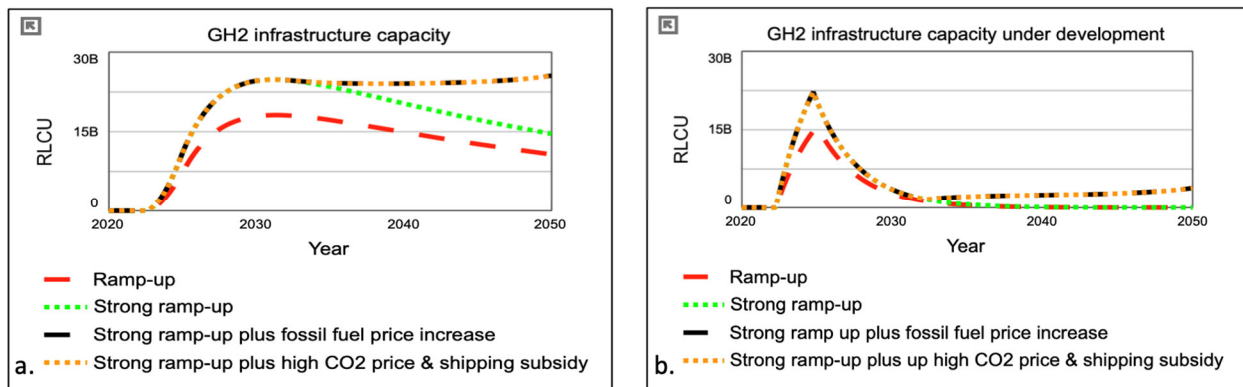 GH2 infrastructure capacity
30B
RLCU
15B
0
2020 2030 2040 2050
Year
Ramp-up
Strong ramp-up
Strong ramp-up plus fossil fuel price increase
Strong ramp-up plus high CO2 price & shipping subsidy
a.
GH2 infrastructure capacity under development
30B
RLCU
15B
0
2020 2030 2040 2050
Year
Ramp-up
Strong ramp-up
Strong ramp up plus fossil fuel price increase
Strong ramp-up plus up high CO2 price & shipping subsidy
b.